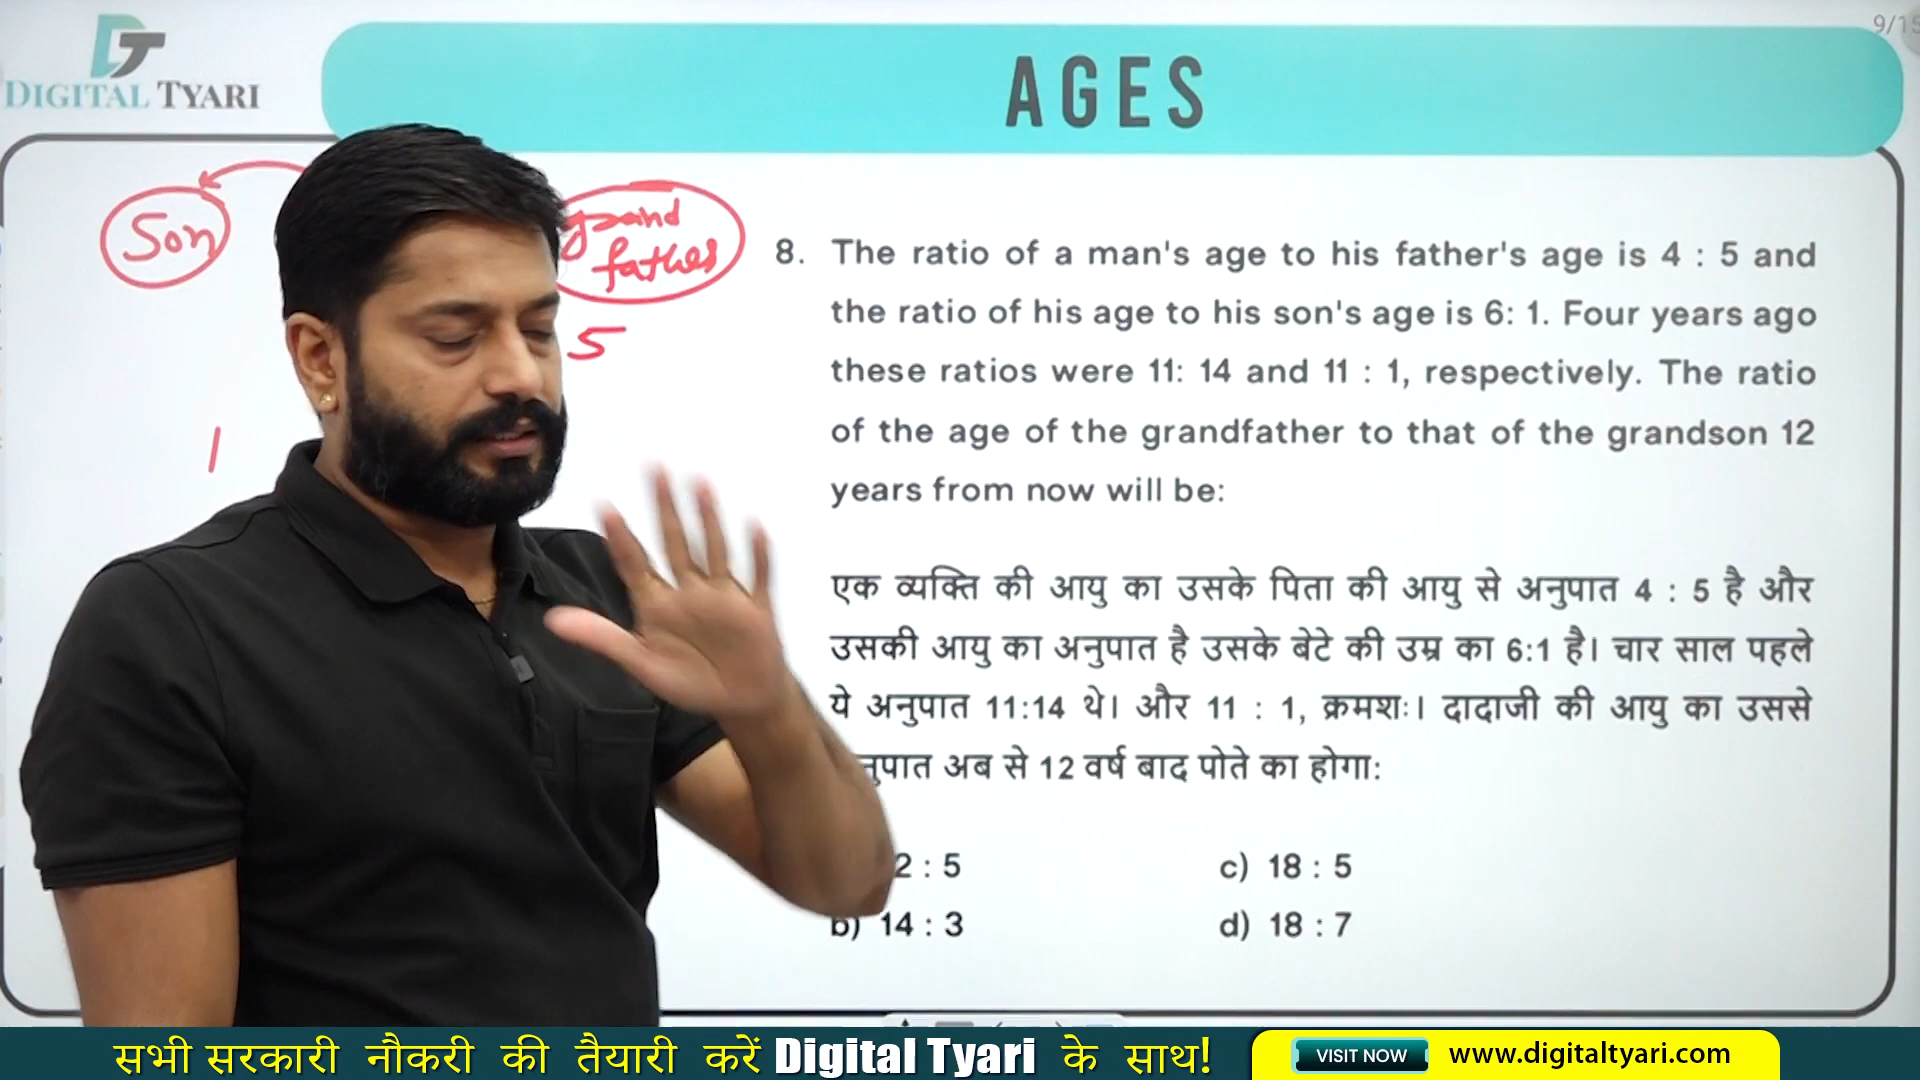 DIGITAL TYARI
AGES
Son
grand
father
5
1
8. The ratio of a man's age to his father's age is 4 : 5 and
the ratio of his age to his son's age is 6: 1. Four years ago
these ratios were 11: 14 and 11 : 1, respectively. The ratio
of the age of the grandfather to that of the grandson 12
years from now will be:
एक व्यक्ति की आयु का उसके पिता की आयु से अनुपात 4 : 5 है और
उसकी आयु का अनुपात है उसके बेटे की उम्र का 6:1 है। चार साल पहले
ये अनुपात 11:14 थे। और 11 : 1, क्रमशः। दादाजी की आयु का उससे
अब से 12 वर्ष बाद पोते का होगा:
2 : 5
c) 18 : 5
b) 14 : 3
d) 18 : 7
सभी सरकारी नौकरी की तैयारी करें Digital Tyari के साथ!
VISIT NOW
www.digitaltyari.com